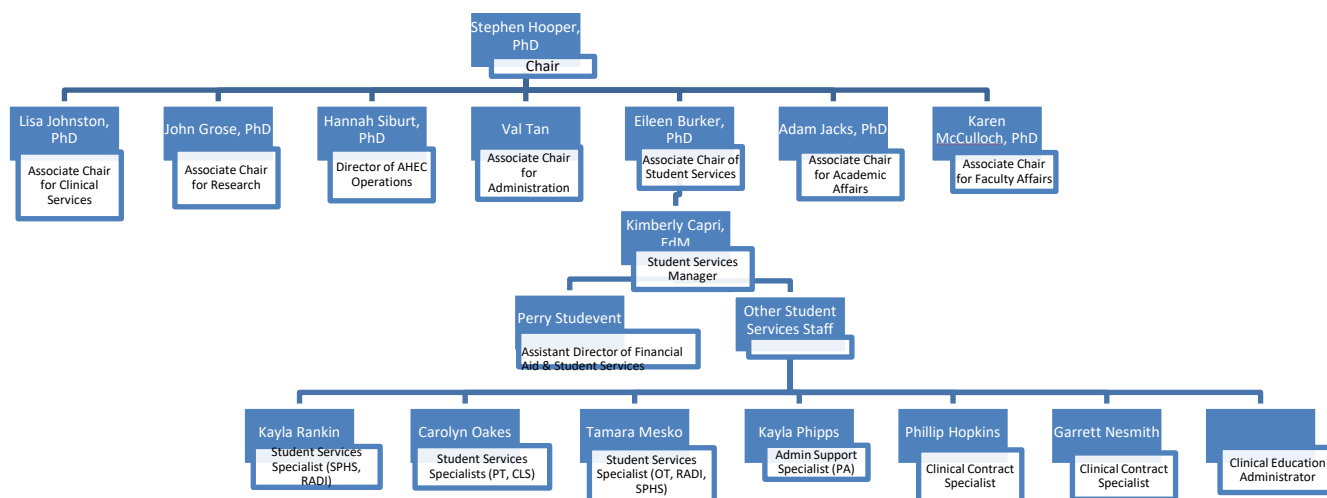 Stephen Hooper,
PhD
Chair
Lisa Johnston,
PhD
Associate Chair
for Clinical
Services
John Grose, PhD
Associate Chair
for Research
Hannah Siburt,
PhD
Director of AHEC
Operations
Val Tan
Associate Chair
for
Administration
Eileen Burker,
PhD
Associate Chair of
Student Services
Adam Jacks, PhD
Associate Chair
for Academic
Affairs
Karen
McCulloch, PhD
Associate Chair
for Faculty Affairs
Kimberly Capri,
EdM
Student Services
Manager
Perry Studevent
Assistant Director of Financial
Aid & Student Services
Other Student
Services Staff
Kayla Rankin
Student Services
Specialist (SPHS,
RADI)
Carolyn Oakes
Student Services
Specialists (PT, CLS)
Tamara Mesko
Student Services
Specialist (OT, RADI,
SPHS)
Kayla Phipps
Admin Support
Specialist (PA)
Phillip Hopkins
Clinical Contract
Specialist
Garrett Nesmith
Clinical Contract
Specialist
Clinical Education
Administrator